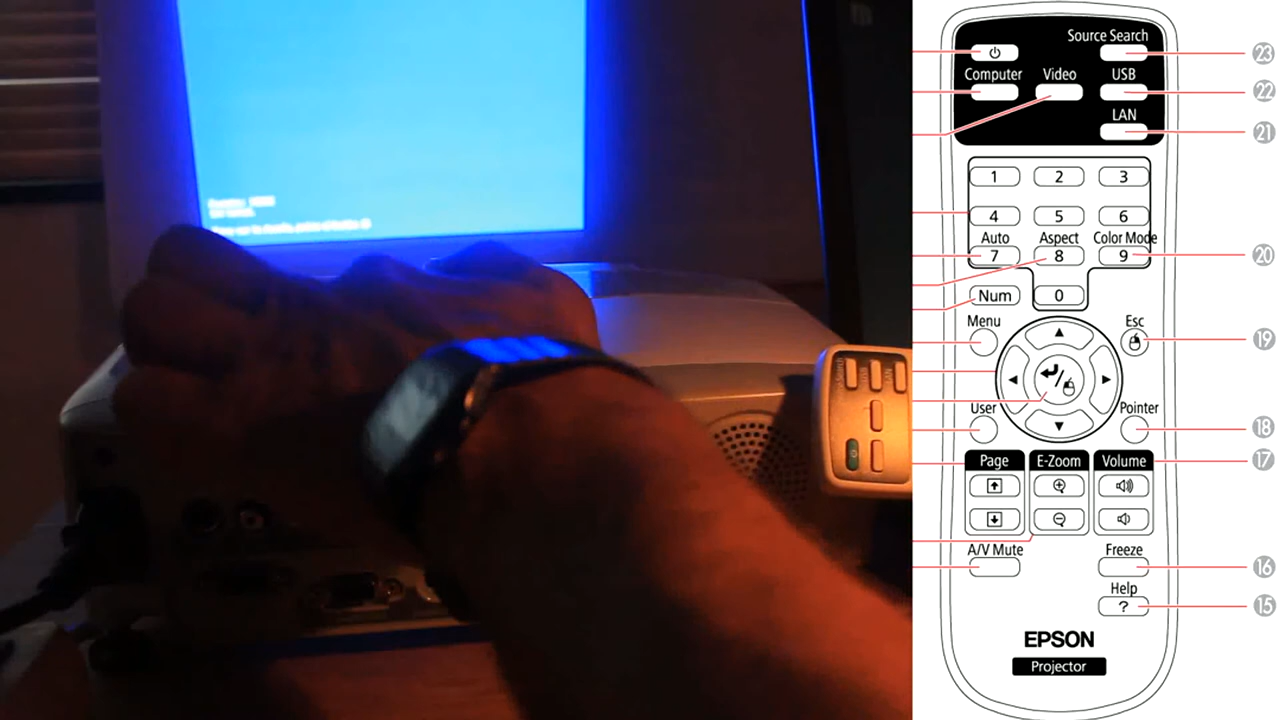 Source Search
23
Computer
Video
USB
22
LAN
21
1
2
3
4
5
6
Auto
Aspect
Color Mode
7
8
9
20
Num
0
Menu
Esc
19
User
Pointer
18
Page
E-Zoom
Volume
17
A/V Mute
Freeze
16
Help
?
15
EPSON
Projector